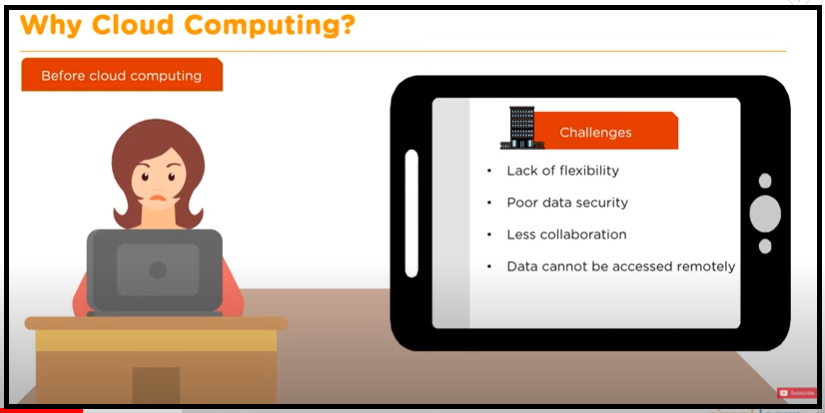 Why Cloud Computing?
Before cloud computing
Challenges
• Lack of flexibility
• Poor data security
• Less collaboration
• Data cannot be accessed remotely
Subscribe